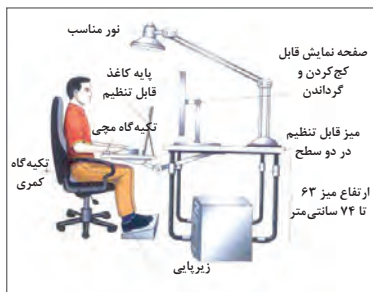 نور مناسب
صفحه نمایش قابل
کج‌کردن و
گرداندن
پایه کاغذ
قابل تنظیم
تکیه‌گاه مچی
میز قابل تنظیم
در دو سطح
تکیه‌گاه
کمری
ارتفاع میز ۶۳
تا ۷۴ سانتی‌متر
زیرپایی